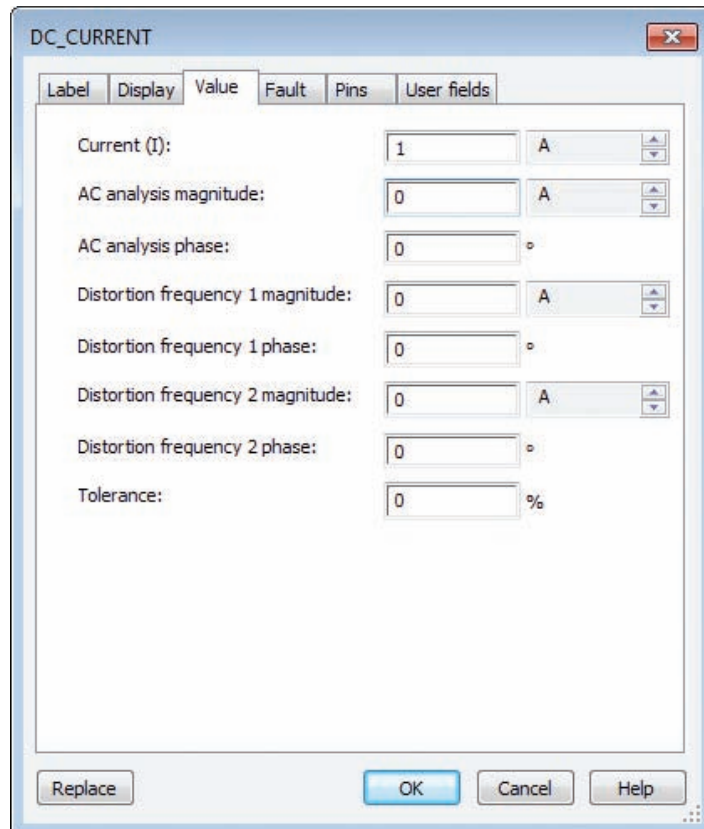 DC_CURRENT
Label Display Value Fault Pins User fields
Current (I): 1 A
AC analysis magnitude: 0 A
AC analysis phase: 0 °
Distortion frequency 1 magnitude: 0 A
Distortion frequency 1 phase: 0 °
Distortion frequency 2 magnitude: 0 A
Distortion frequency 2 phase: 0 °
Tolerance: 0 %
Replace OK Cancel Help